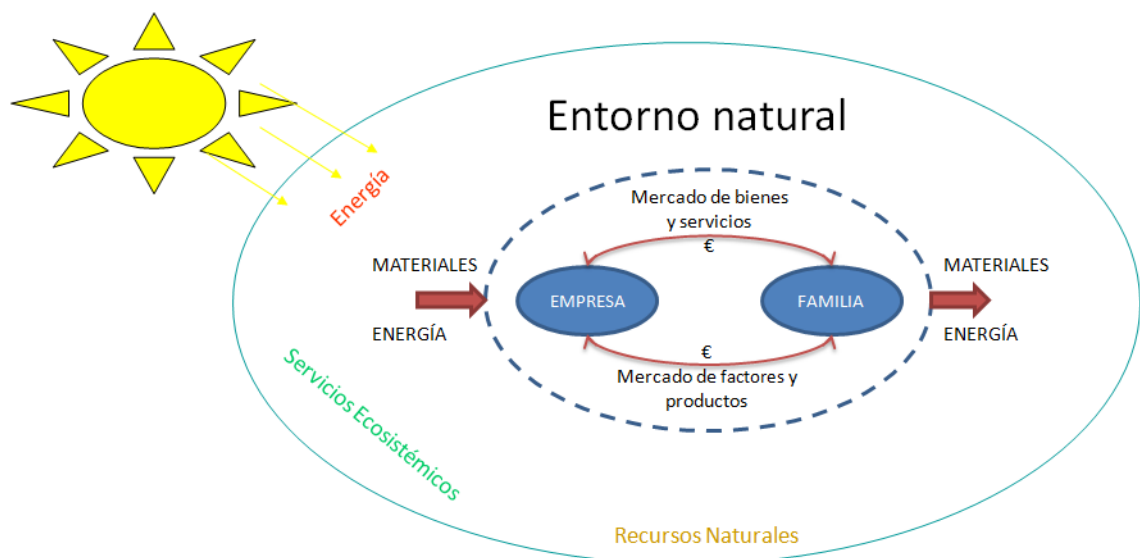 Entorno natural
Energía
Mercado de bienes
y servicios
€
MATERIALES
ENERGÍA
EMPRESA
FAMILIA
MATERIALES
ENERGÍA
€
Mercado de factores y
productos
Servicios Ecosistémicos
Recursos Naturales